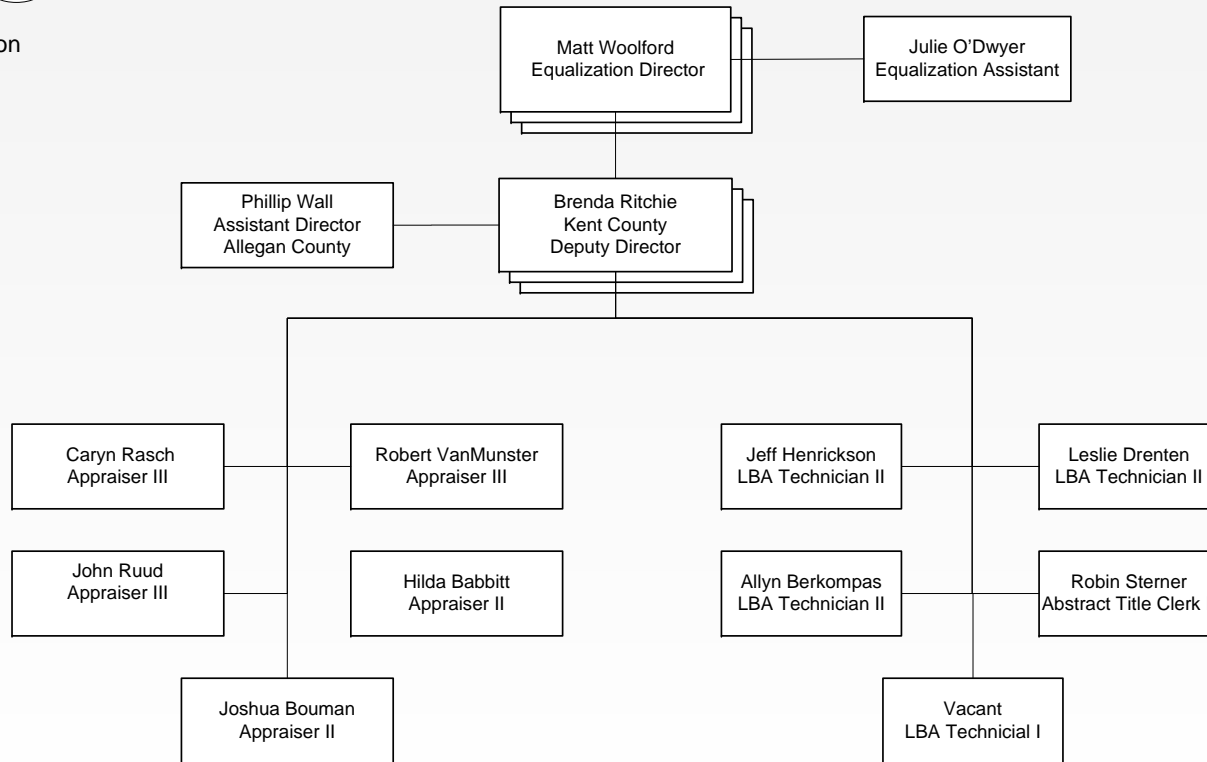 on
Matt Woolford
Equalization Director
Julie O’Dwyer
Equalization Assistant
Phillip Wall
Assistant Director
Allegan County
Brenda Ritchie
Kent County
Deputy Director
Caryn Rasch
Appraiser III
Robert VanMunster
Appraiser III
Jeff Henrickson
LBA Technician II
Leslie Drenten
LBA Technician II
John Ruud
Appraiser III
Hilda Babbitt
Appraiser II
Allyn Berkompas
LBA Technician II
Robin Sterner
Abstract Title Clerk
Joshua Bouman
Appraiser II
Vacant
LBA Technicial I